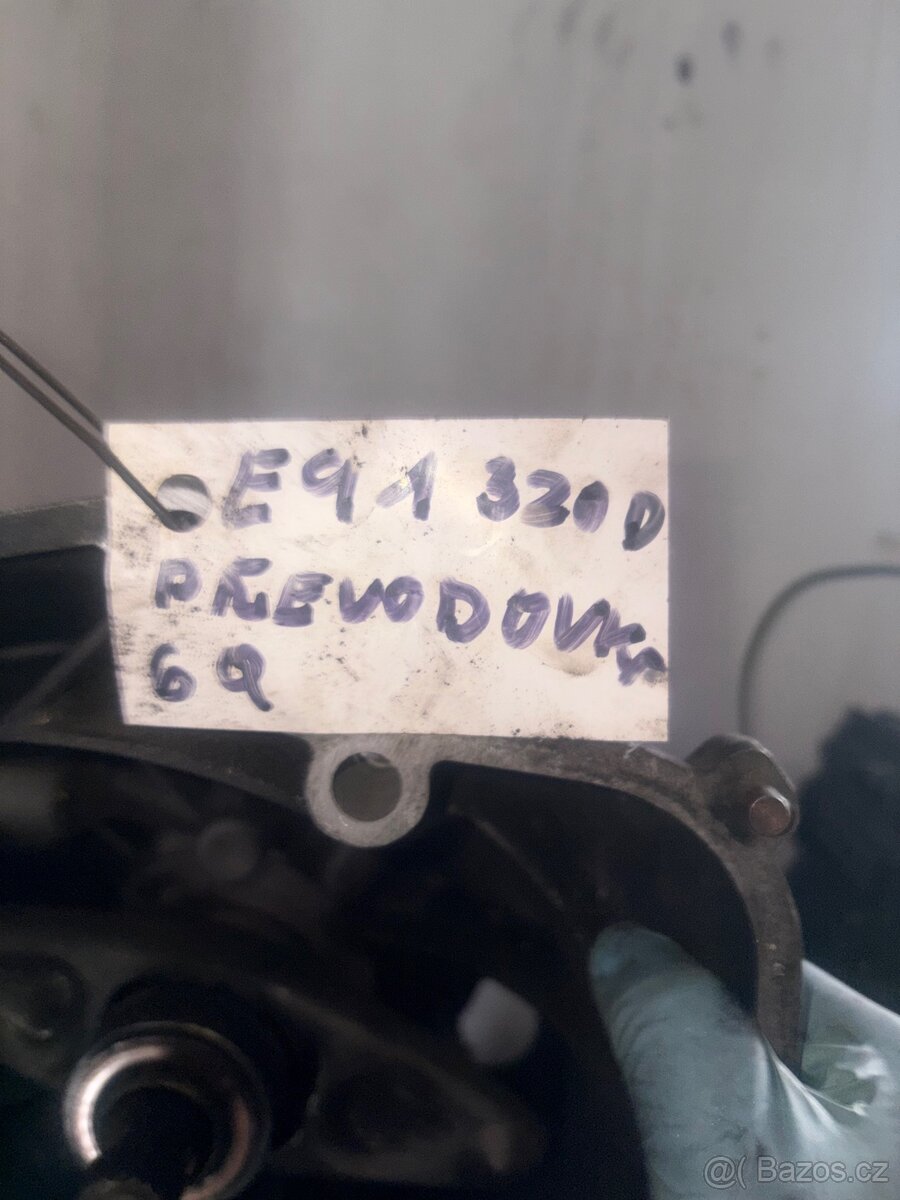 E91 320D
PŘEVODOVKA
6Q
@( Bazos.cz